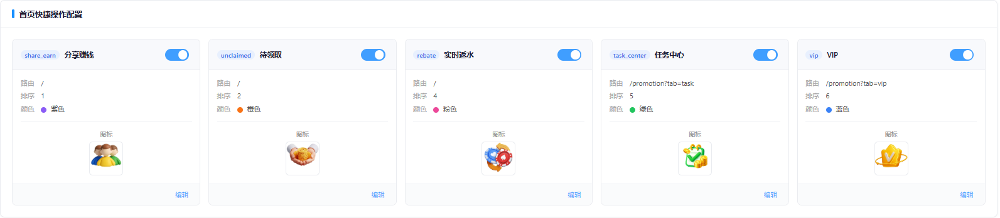 首页快捷操作配置
share_earn 分享赚钱
路由 /
排序 1
颜色 紫色
图标
编辑
unclaimed 待领取
路由 /
排序 2
颜色 橙色
图标
编辑
rebate 实时返水
路由 /
排序 4
颜色 粉色
图标
编辑
task_center 任务中心
路由 /promotion?tab=task
排序 5
颜色 绿色
图标
编辑
vip VIP
路由 /promotion?tab=vip
排序 6
颜色 蓝色
图标
编辑